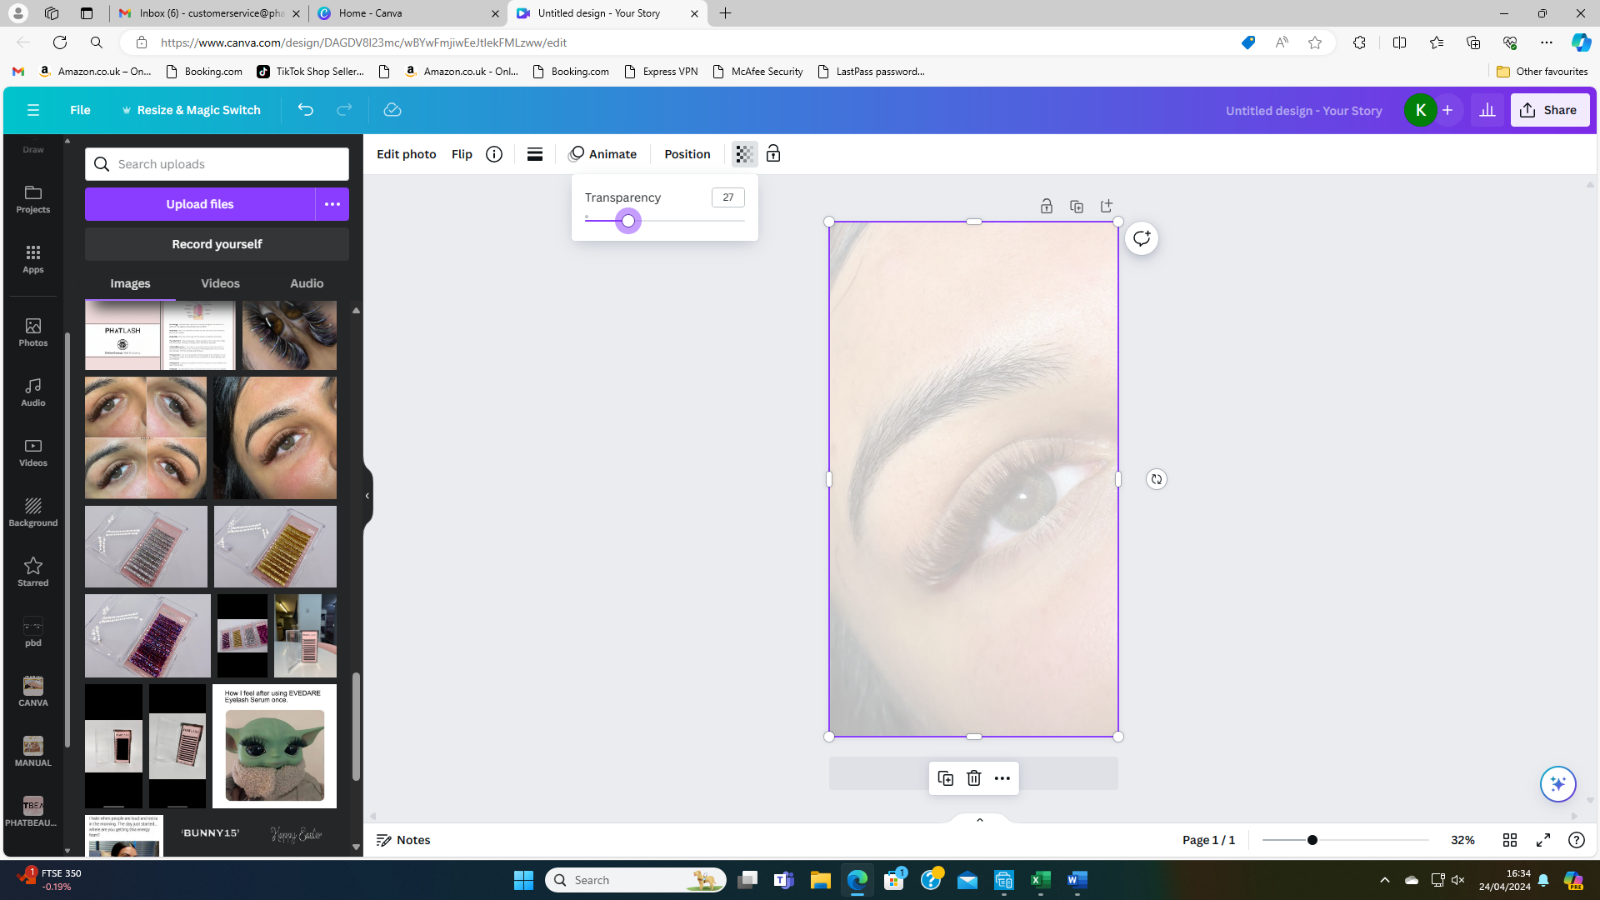 Inbox (6) - customerservice@pha
Home - Canva
Untitled design - Your Story
https://www.canva.com/design/DAGDV8I23mc/wBYwFmjiwEeJtlekFMLzww/edit
Amazon.co.uk – On...
Booking.com
TikTok Shop Seller...
Amazon.co.uk - Onl...
Booking.com
Express VPN
McAfee Security
LastPass password...
Other favourites
File
Resize & Magic Switch
Untitled design - Your Story
K
Share
Draw
Projects
Apps
Photos
Audio
Videos
Background
Starred
pbd
CANVA
MANUAL
PHATBEAU...
Search uploads
Upload files
Record yourself
Images
Videos
Audio
PHATLASH
How I feel after using EVEDARE
Eyelash Serum once.
'BUNNY15'
Happy Easter
Edit photo
Flip
Animate
Position
Transparency
27
Notes
Page 1 / 1
32%
FTSE 350
-0.19%
Search
16:34
24/04/2024